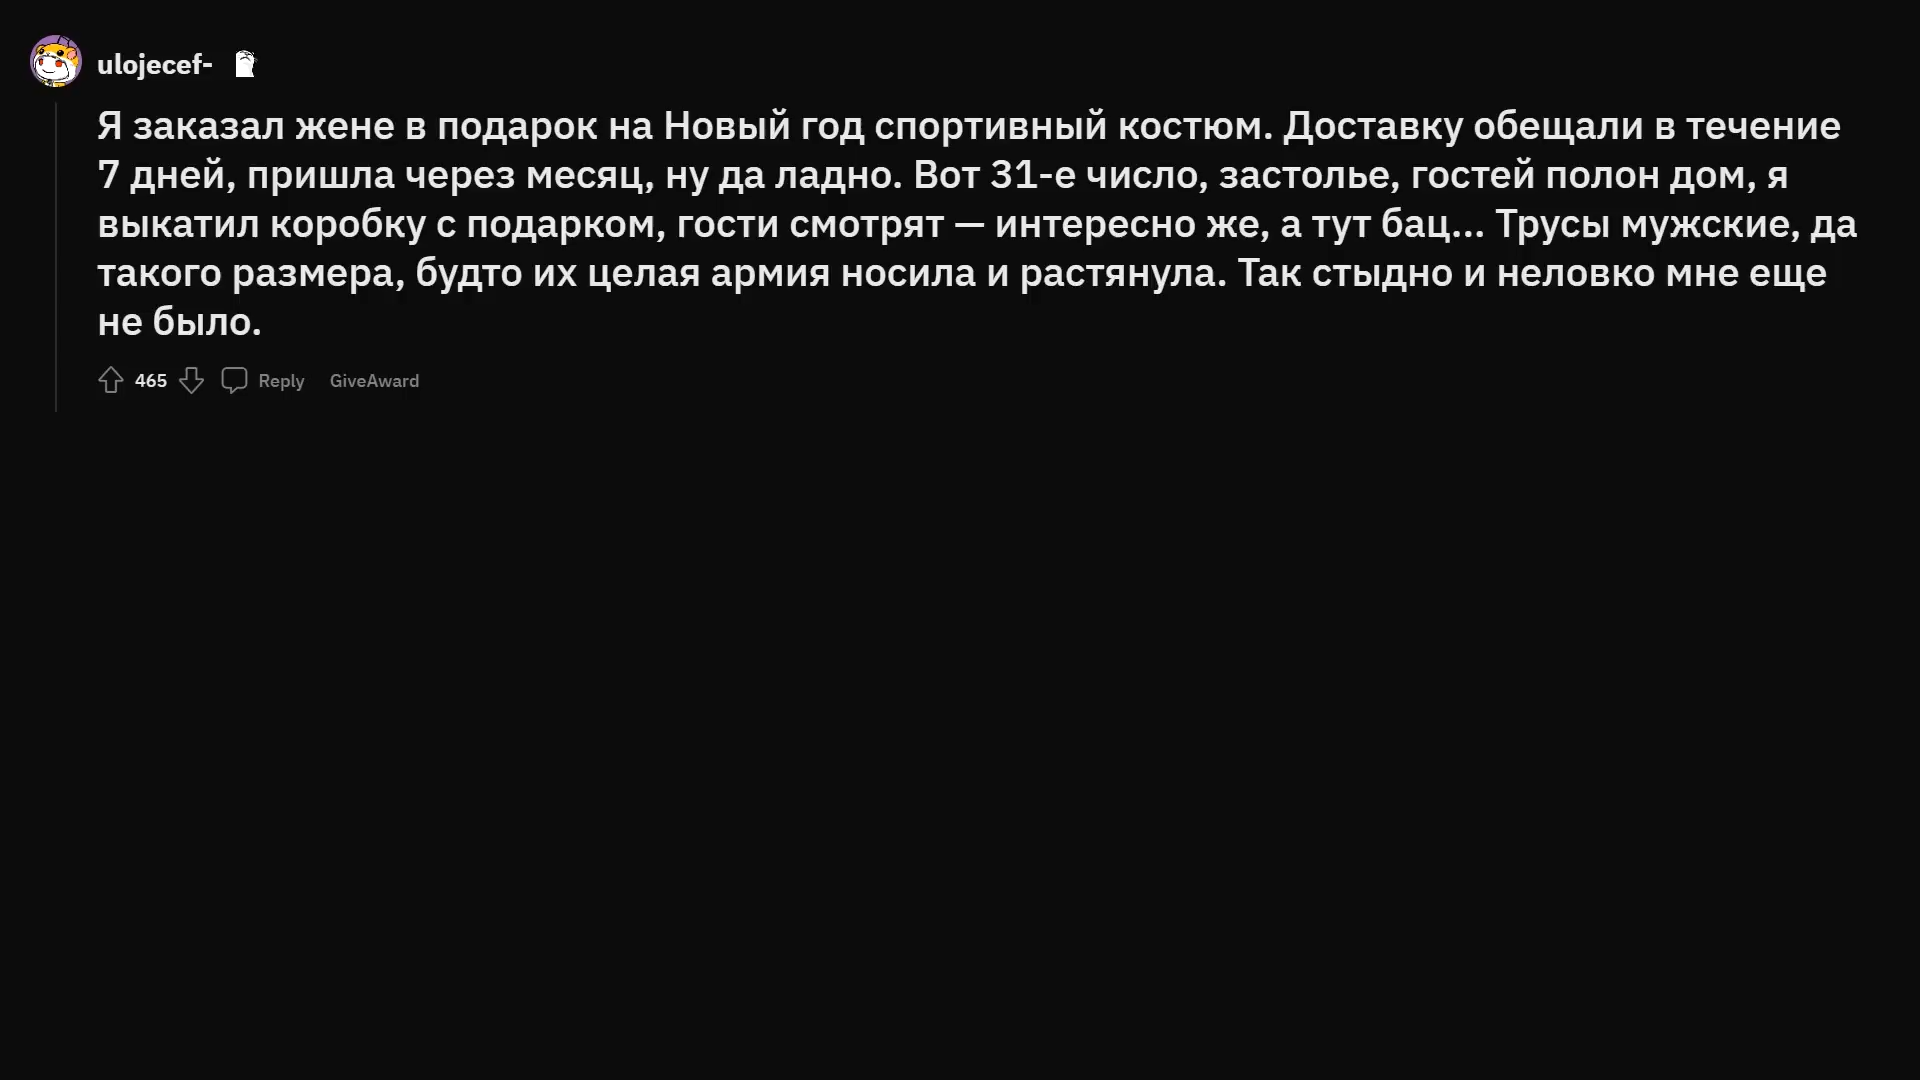 ulojecef-
Я заказал жене в подарок на Новый год спортивный костюм. Доставку обещали в течение
7 дней, пришла через месяц, ну да ладно. Вот 31-е число, застолье, гостей полон дом, я
выкатил коробку с подарком, гости смотрят — интересно же, а тут бац... Трусы мужские, да
такого размера, будто их целая армия носила и растянула. Так стыдно и неловко мне еще
не было.
465 Reply GiveAward